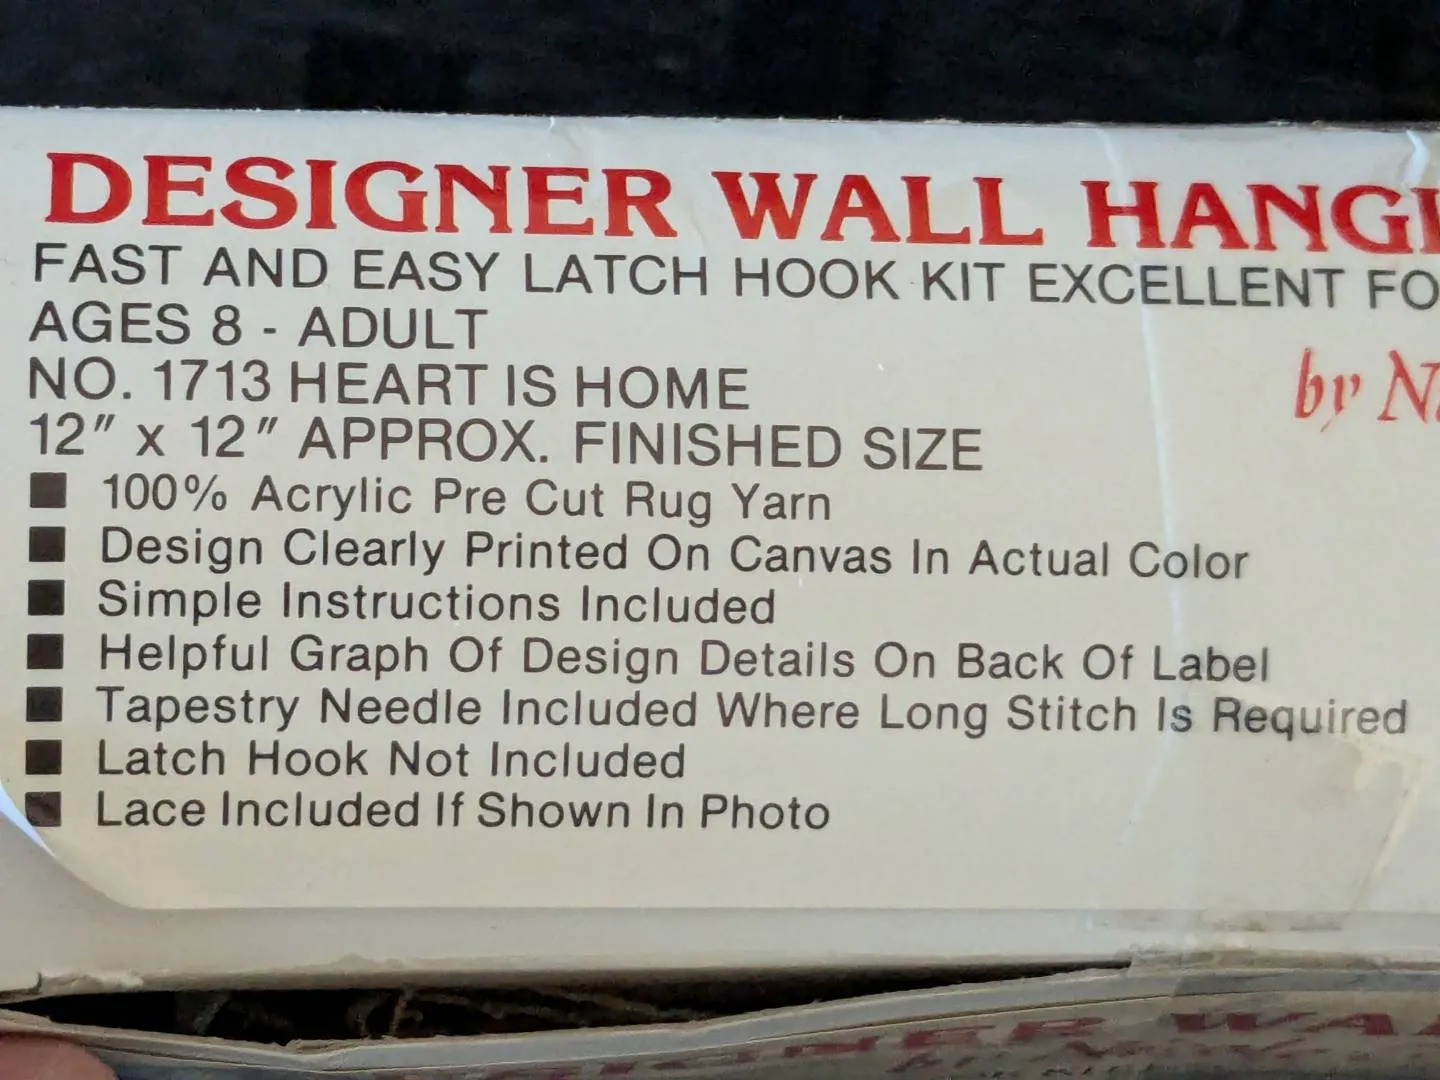 DESIGNER WALL HANGI
FAST AND EASY LATCH HOOK KIT EXCELLENT FO
AGES 8 - ADULT
NO. 1713 HEART IS HOME
by N
12" x 12" APPROX. FINISHED SIZE
■ 100% Acrylic Pre Cut Rug Yarn
■ Design Clearly Printed On Canvas In Actual Color
■ Simple Instructions Included
■ Helpful Graph Of Design Details On Back Of Label
■ Tapestry Needle Included Where Long Stitch Is Required
■ Latch Hook Not Included
■ Lace Included If Shown In Photo